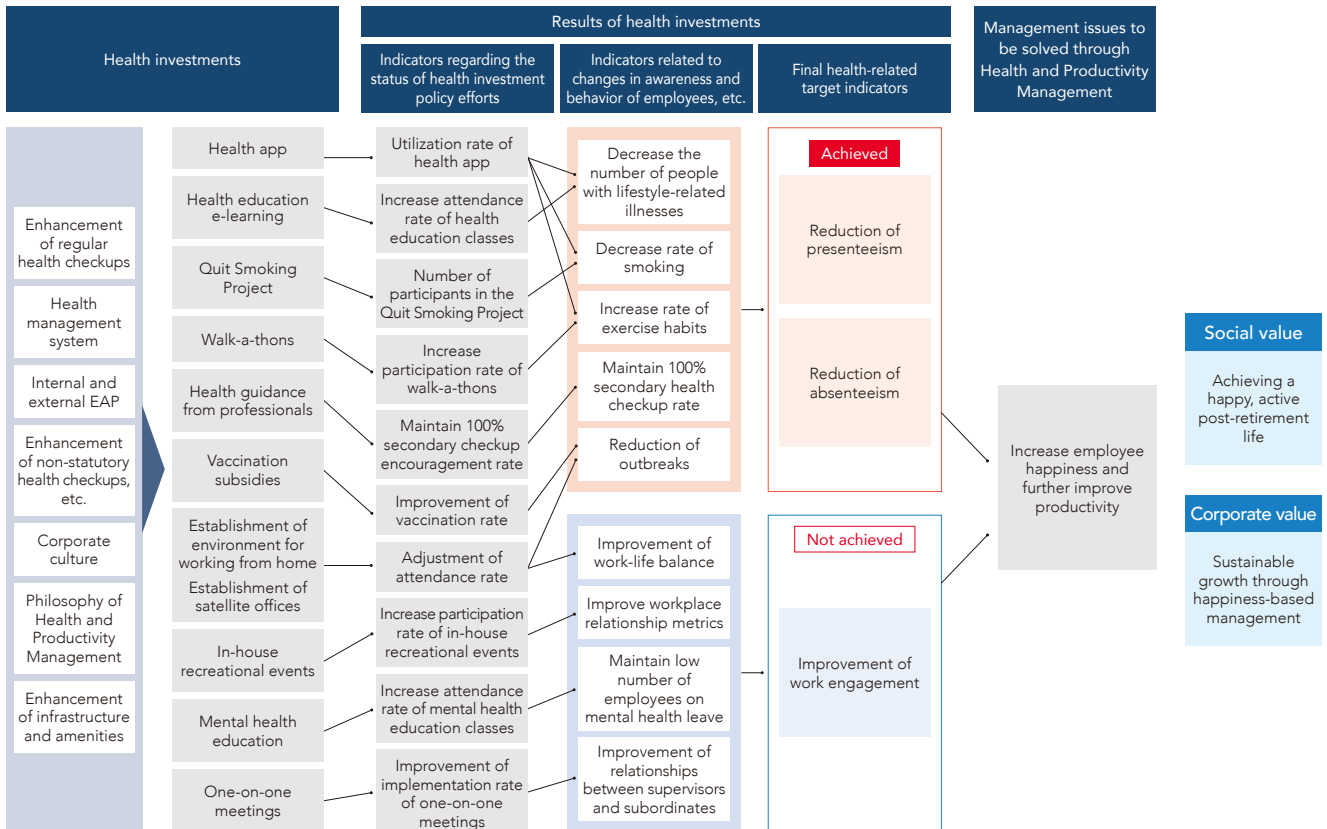 Health investments
Results of health investments
Indicators regarding the
status of health investment
policy efforts
Indicators related to
changes in awareness and
behavior of employees, etc.
Final health-related
target indicators
Management issues to
be solved through
Health and Productivity
Management
Enhancement
of regular
health checkups
Health
management
system
Internal and
external EAP
Enhancement
of non-statutory
health checkups,
etc.
Corporate
culture
Philosophy of
Health and
Productivity
Management
Enhancement
of infrastructure
and amenities
Health app
Health education
e-learning
Quit Smoking
Project
Walk-a-thons
Health guidance
from professionals
Vaccination
subsidies
Establishment of
environment for
working from home
Establishment of
satellite offices
In-house
recreational events
Mental health
education
One-on-one
meetings
Utilization rate of
health app
Increase attendance
rate of health
education classes
Number of
participants in the
Quit Smoking Project
Increase
participation rate of
walk-a-thons
Maintain 100%
secondary checkup
encouragement rate
Improvement of
vaccination rate
Adjustment of
attendance rate
Increase participation
rate of in-house
recreational events
Increase attendance
rate of mental health
education classes
Improvement of
implementation rate
of one-on-one
meetings
Decrease the
number of people
with lifestyle-related
illnesses
Decrease rate of
smoking
Increase rate of
exercise habits
Maintain 100%
secondary health
checkup rate
Reduction of
outbreaks
Improvement of
work-life balance
Improve workplace
relationship metrics
Maintain low
number of
employees on
mental health leave
Improvement of
relationships
between supervisors
and subordinates
Achieved
Reduction of
presenteeism
Reduction of
absenteeism
Not achieved
Improvement of
work engagement
Increase employee
happiness and
further improve
productivity
Social value
Achieving a
happy, active
post-retirement
life
Corporate value
Sustainable
growth through
happiness-based
management